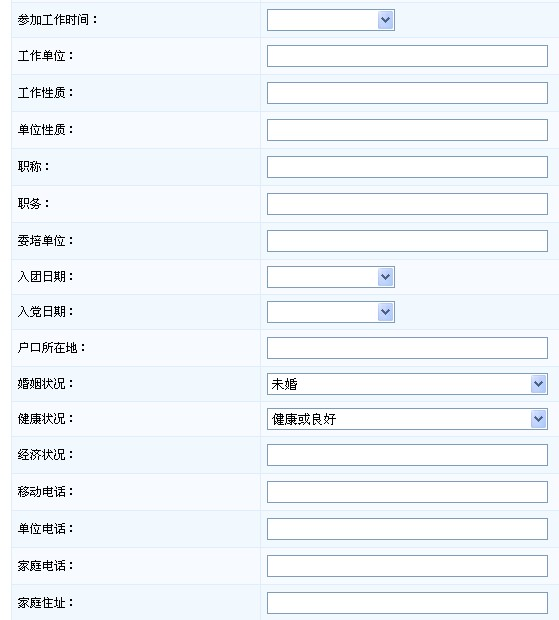 参加工作时间：
工作单位：
工作性质：
单位性质：
职称：
职务：
委培单位：
入团日期：
入党日期：
户口所在地：
婚姻状况： 未婚
健康状况： 健康或良好
经济状况：
移动电话：
单位电话：
家庭电话：
家庭住址：